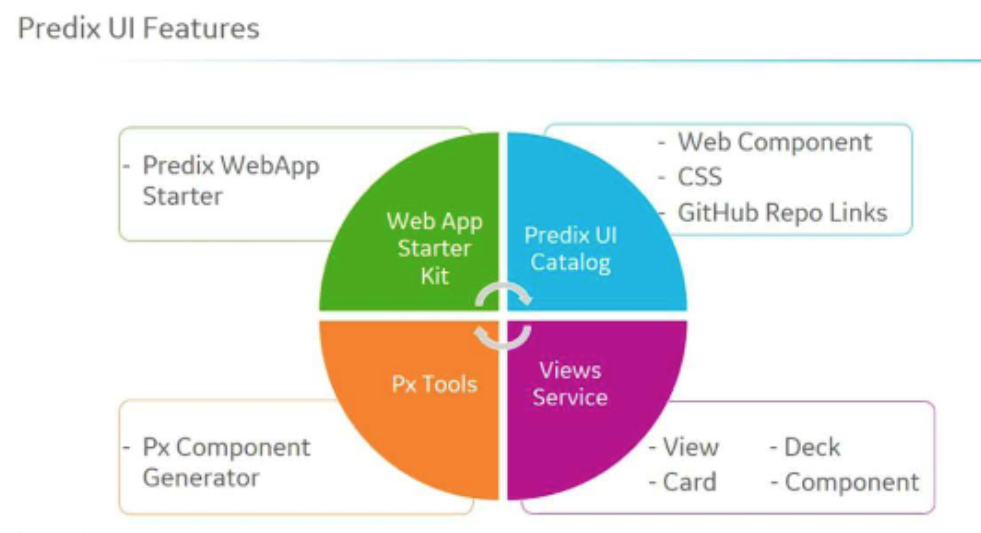 Predix UI Features
- Predix WebApp
Starter
Web App
Starter
Kit
Predix UI
Catalog
- Web Component
- CSS
- GitHub Repo Links
Px Tools
- Px Component
Generator
Views
Service
- View - Deck
- Card - Component